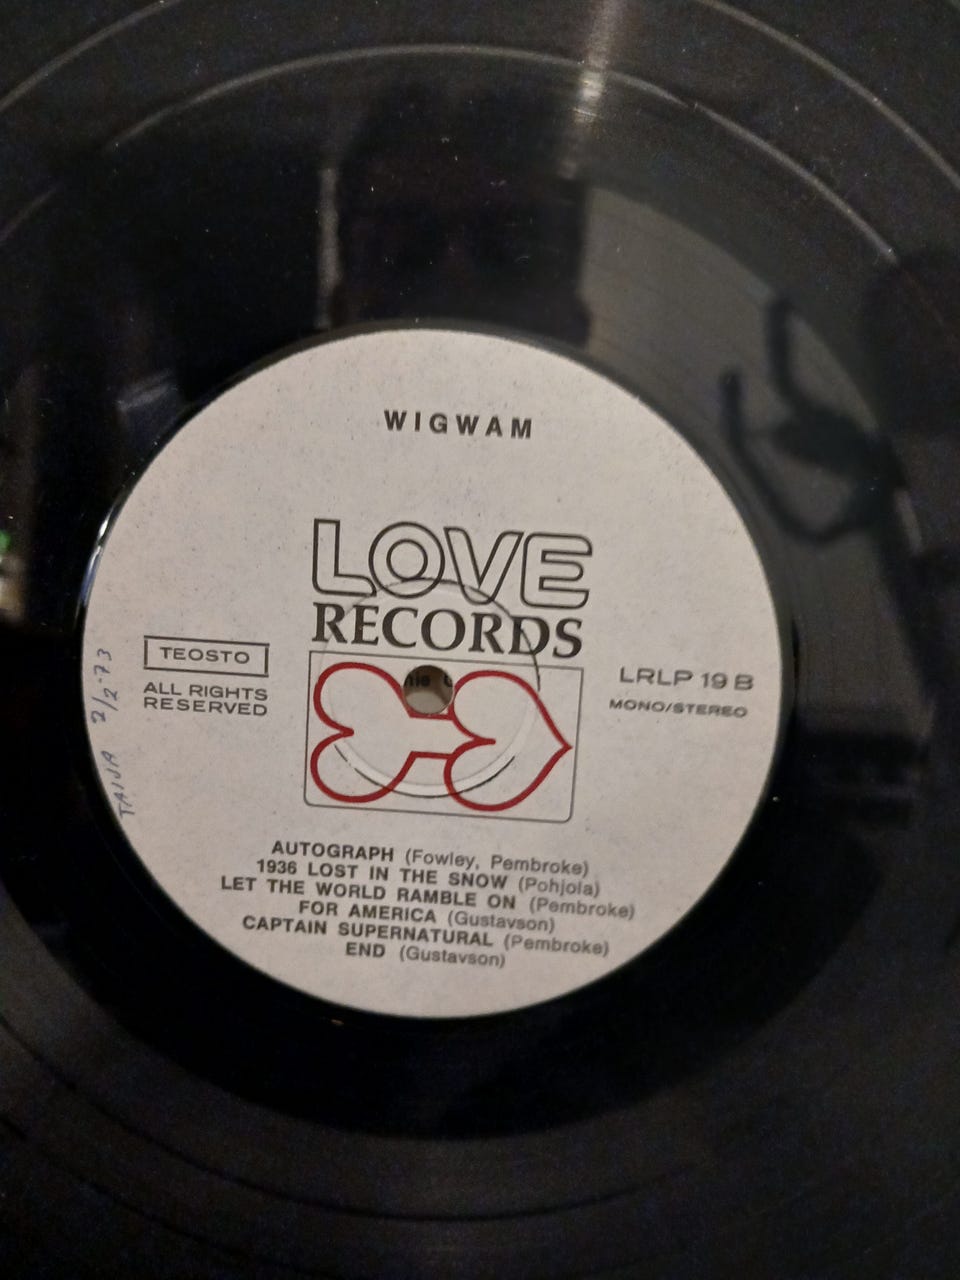 WIGWAM
LOVE
RECORDS
TEOSTO
ALL RIGHTS
RESERVED
LRLP 19 B
MONO/STEREO
TAIJA 2/2-73
AUTOGRAPH (Fowley, Pembroke)
1936 LOST IN THE SNOW (Pohjola)
LET THE WORLD RAMBLE ON (Pembroke)
FOR AMERICA (Gustavson)
CAPTAIN SUPERNATURAL (Pembroke)
END (Gustavson)